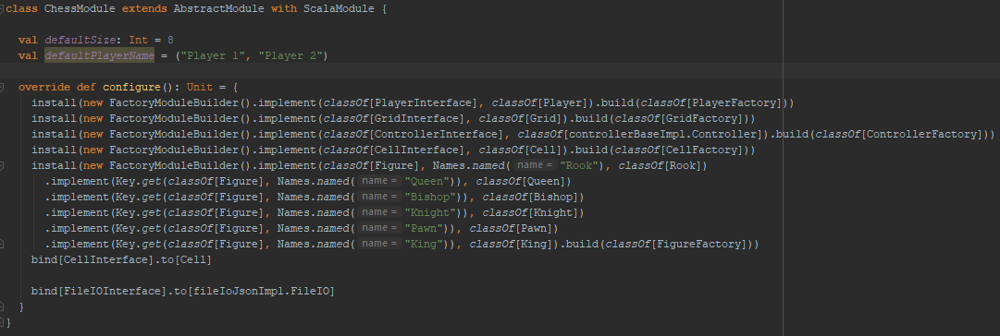 class ChessModule extends AbstractModule with ScalaModule {
val defaultSize: Int = 8
val defaultPlayerName = ("Player 1", "Player 2")
override def configure(): Unit = {
install(new FactoryModuleBuilder().implement(classOf[PlayerInterface], classOf[Player]).build(classOf[PlayerFactory]))
install(new FactoryModuleBuilder().implement(classOf[GridInterface], classOf[Grid]).build(classOf[GridFactory]))
install(new FactoryModuleBuilder().implement(classOf[ControllerInterface], classOf[controllerBaseImpl.Controller]).build(classOf[ControllerFactory]))
install(new FactoryModuleBuilder().implement(classOf[CellInterface], classOf[Cell]).build(classOf[CellFactory]))
install(new FactoryModuleBuilder().implement(classOf[Figure], Names.named( name = "Rook"), classOf[Rook])
.implement(Key.get(classOf[Figure], Names.named( name = "Queen")), classOf[Queen])
.implement(Key.get(classOf[Figure], Names.named( name = "Bishop")), classOf[Bishop])
.implement(Key.get(classOf[Figure], Names.named( name = "Knight")), classOf[Knight])
.implement(Key.get(classOf[Figure], Names.named( name = "Pawn")), classOf[Pawn])
.implement(Key.get(classOf[Figure], Names.named( name = "King")), classOf[King]).build(classOf[FigureFactory]))
bind[CellInterface].to[Cell]
bind[FileIOInterface].to[fileIoJsonImpl.FileIO]
}
}